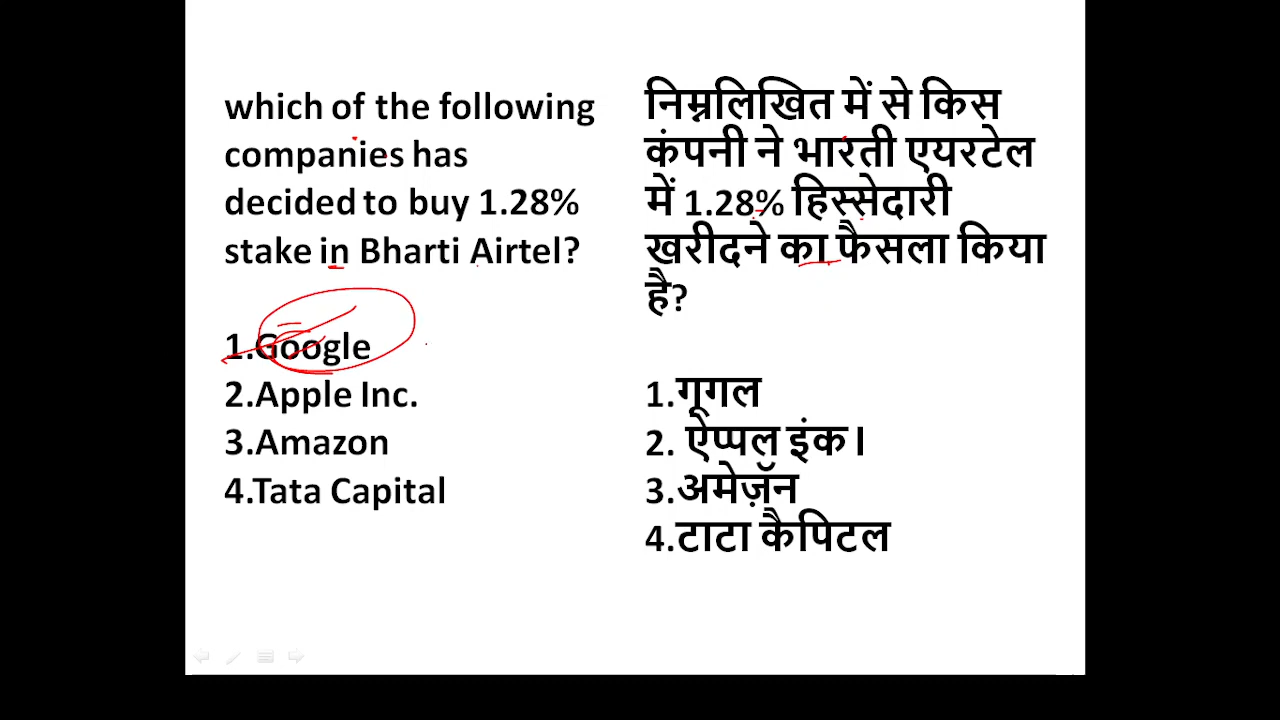 which of the following
companies has
decided to buy 1.28%
stake in Bharti Airtel?
1.Google
2.Apple Inc.
3.Amazon
4.Tata Capital
निम्नलिखित में से किस
कंपनी ने भारती एयरटेल
में 1.28% हिस्सेदारी
खरीदने का फैसला किया
है?
1.गूगल
2. ऐप्पल इंक।
3.अमेज़ॅन
4.टाटा कैपिटल